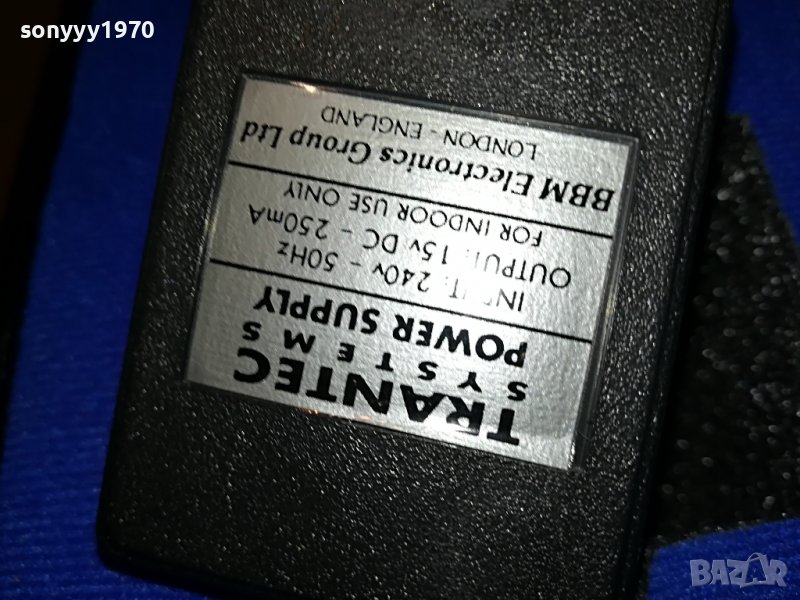 sonyyy1970
TRANTEC
SYSTEMS
POWER SUPPLY
INPUT: 240v - 50Hz
OUTPUT: 15v DC - 250mA
FOR INDOOR USE ONLY
BBM Electronics Group Ltd
LONDON - ENGLAND
BAZAR